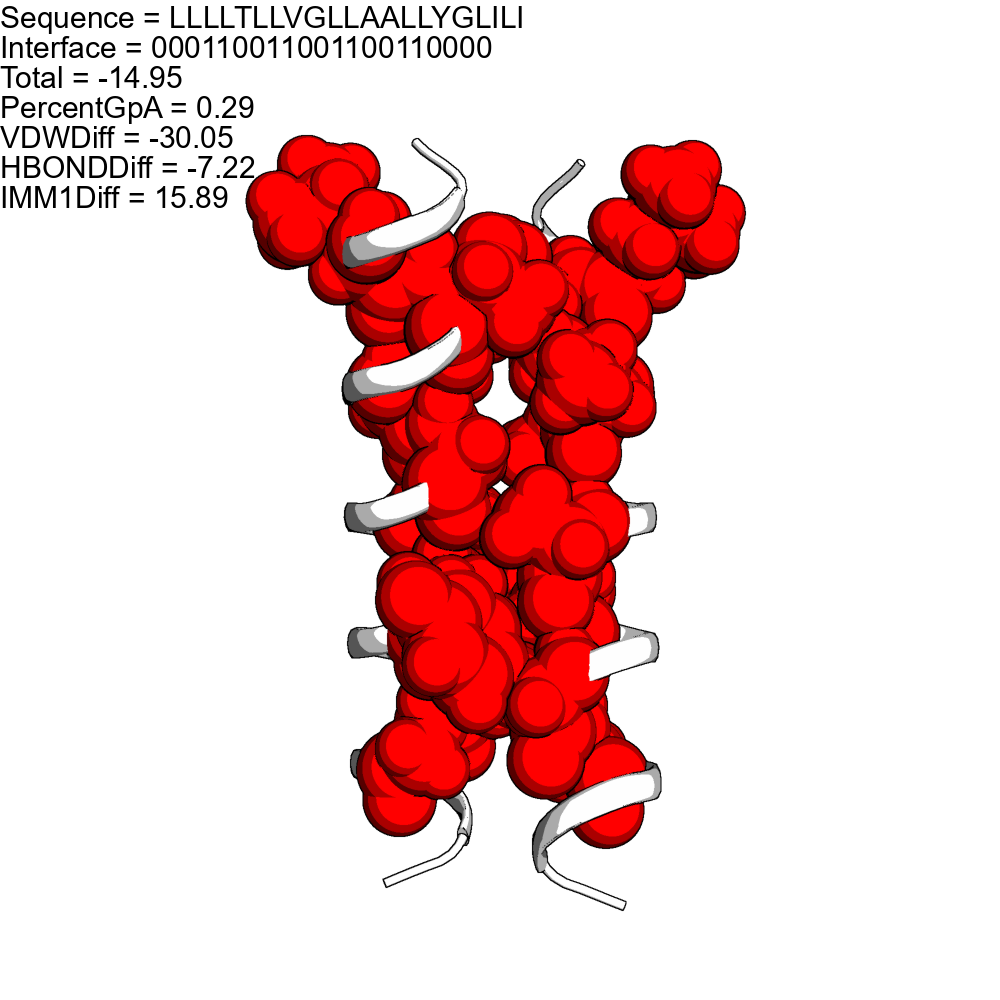 Sequence = LLLLTLLVGLLAALLYGLILI
Interface = 000110011001100110000
Total = -14.95
PercentGpA = 0.29
VDWDiff = -30.05
HBONDDiff = -7.22
IMM1Diff = 15.89